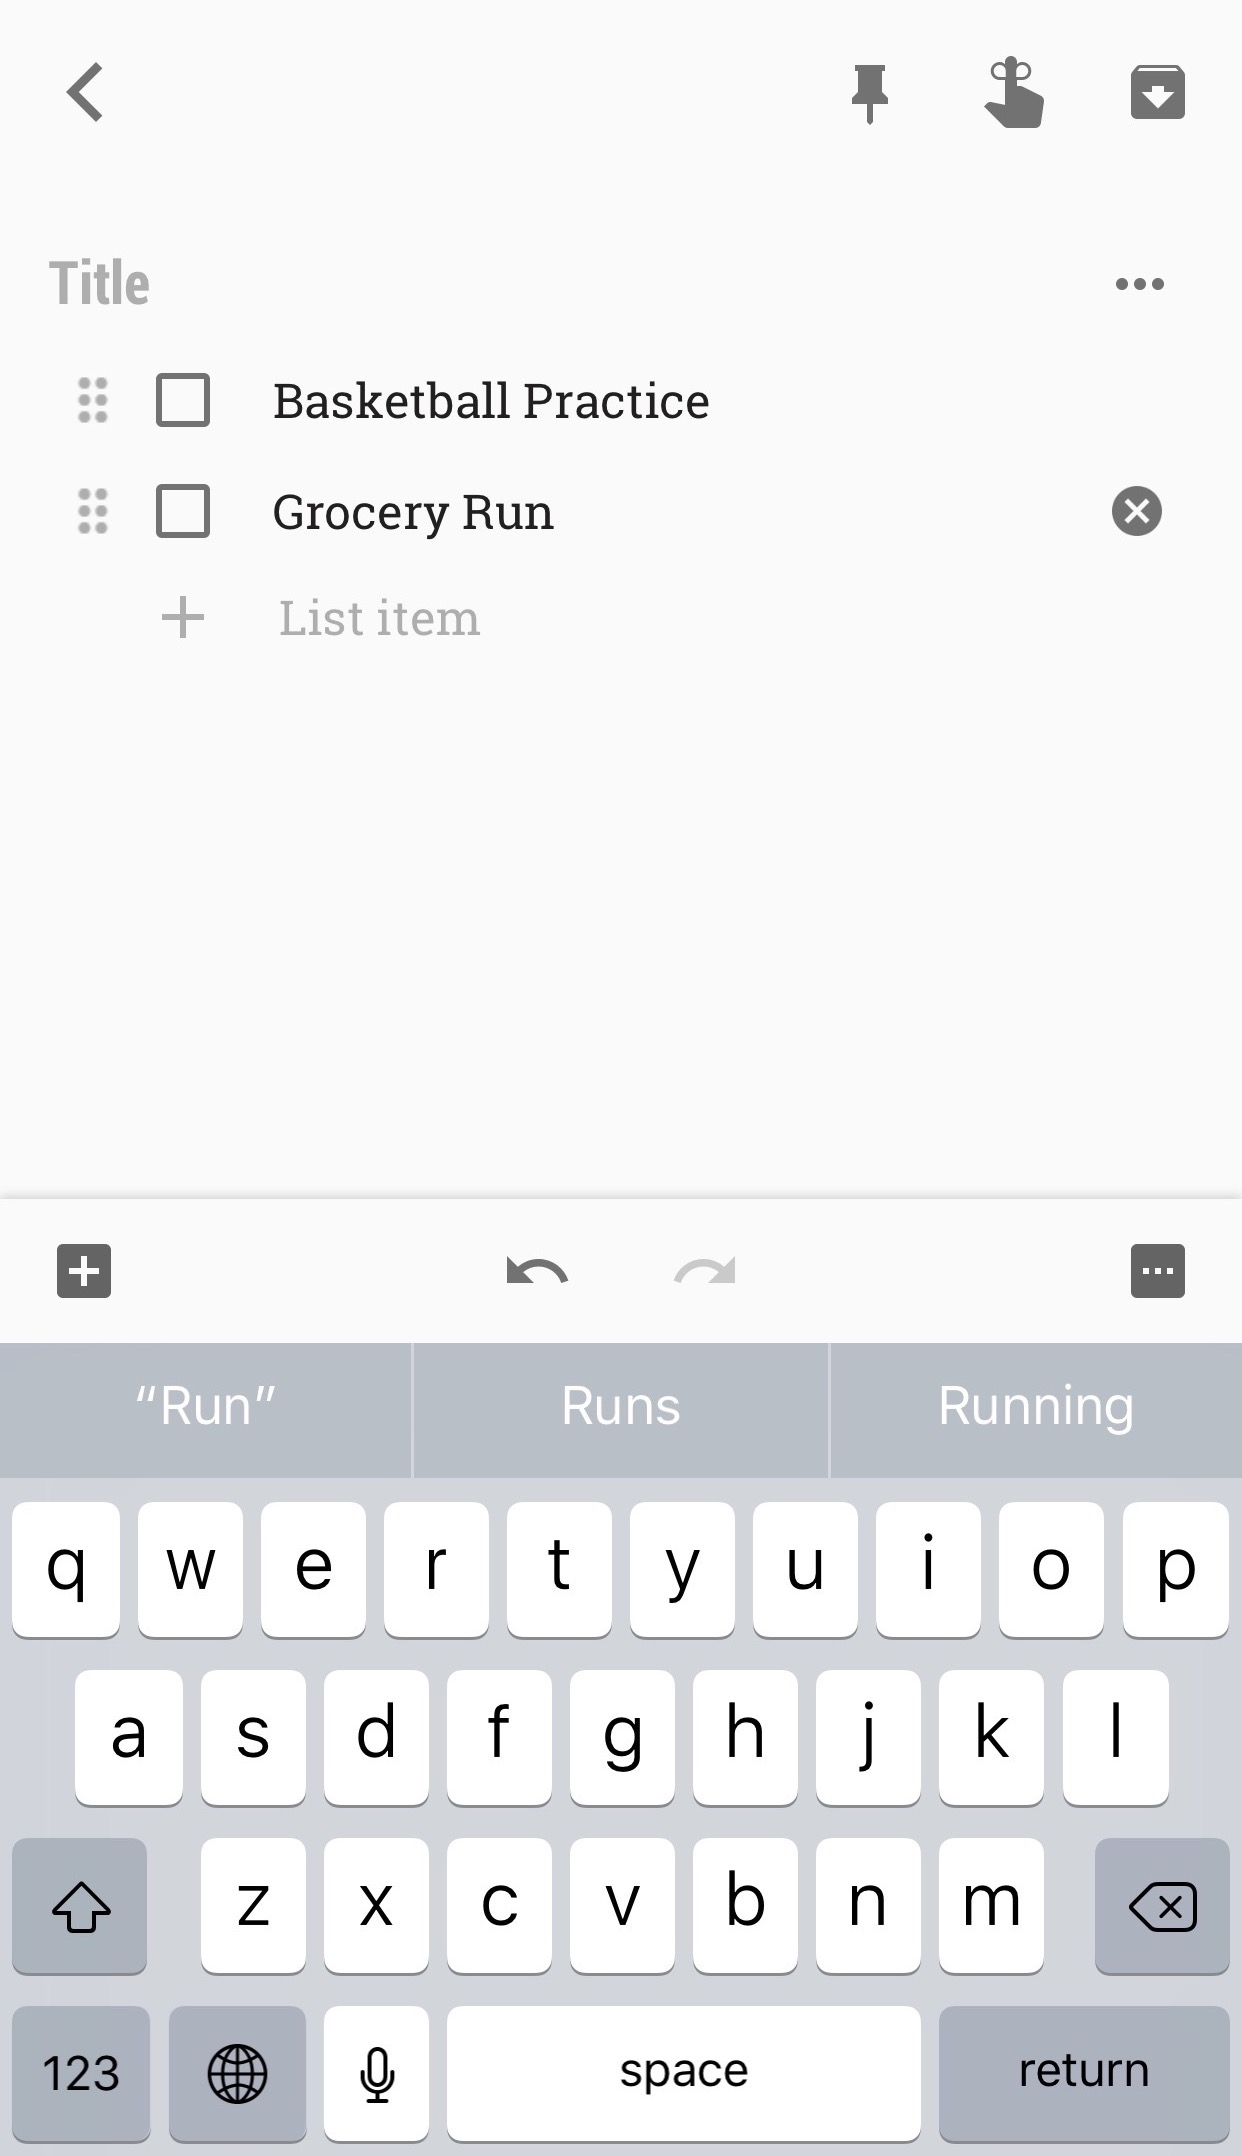 Title
Basketball Practice
Grocery Run
List item
“Run” Runs Running
q w e r t y u i o p
a s d f g h j k l
z x c v b n m
123 space return